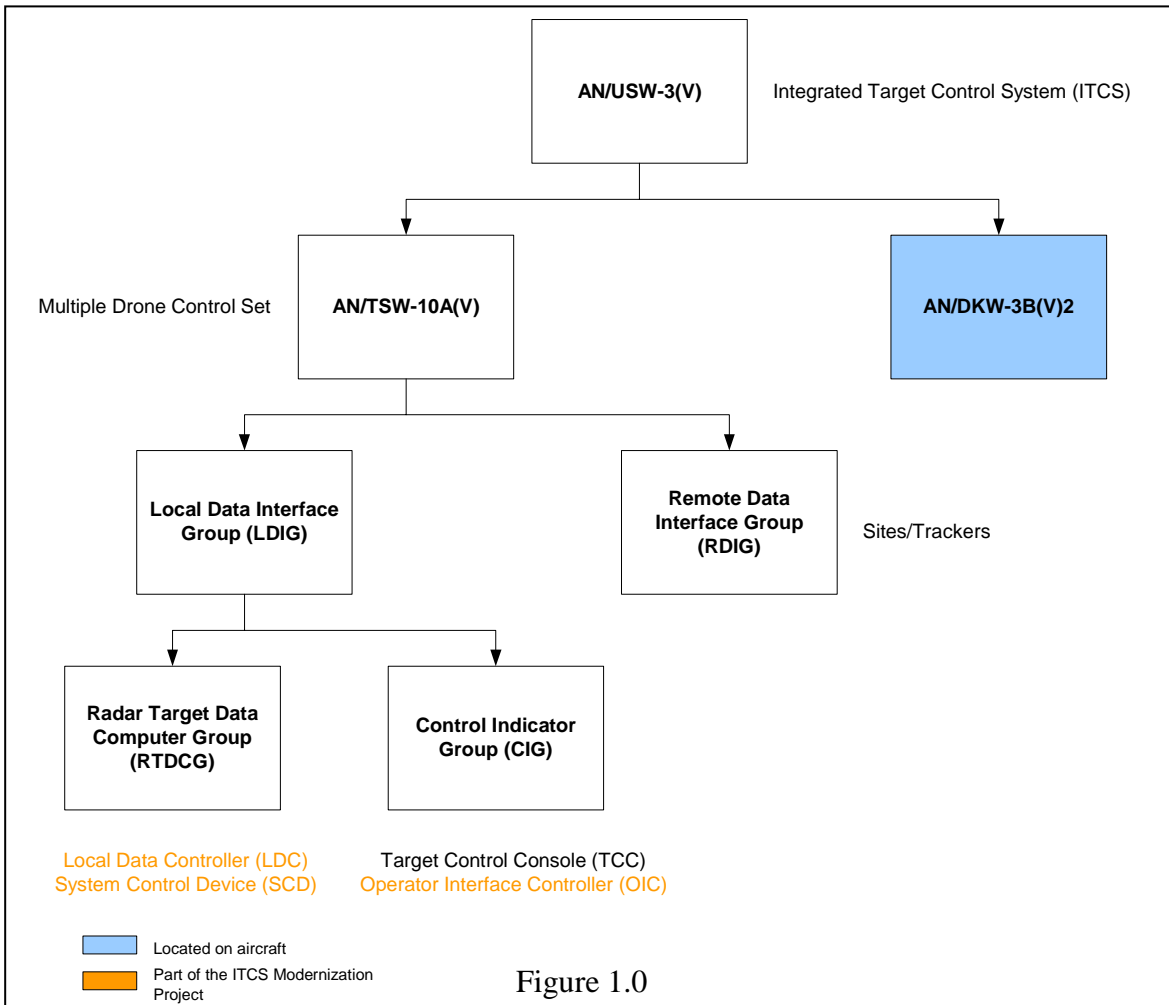 AN/USW-3(V)
Integrated Target Control System (ITCS)
Multiple Drone Control Set
AN/TSW-10A(V)
AN/DKW-3B(V)2
Local Data Interface
Group (LDIG)
Remote Data
Interface Group
(RDIG)
Sites/Trackers
Radar Target Data
Computer Group
(RTDCG)
Control Indicator
Group (CIG)
Local Data Controller (LDC)
System Control Device (SCD)
Target Control Console (TCC)
Operator Interface Controller (OIC)
Located on aircraft
Part of the ITCS Modernization
Project
Figure 1.0